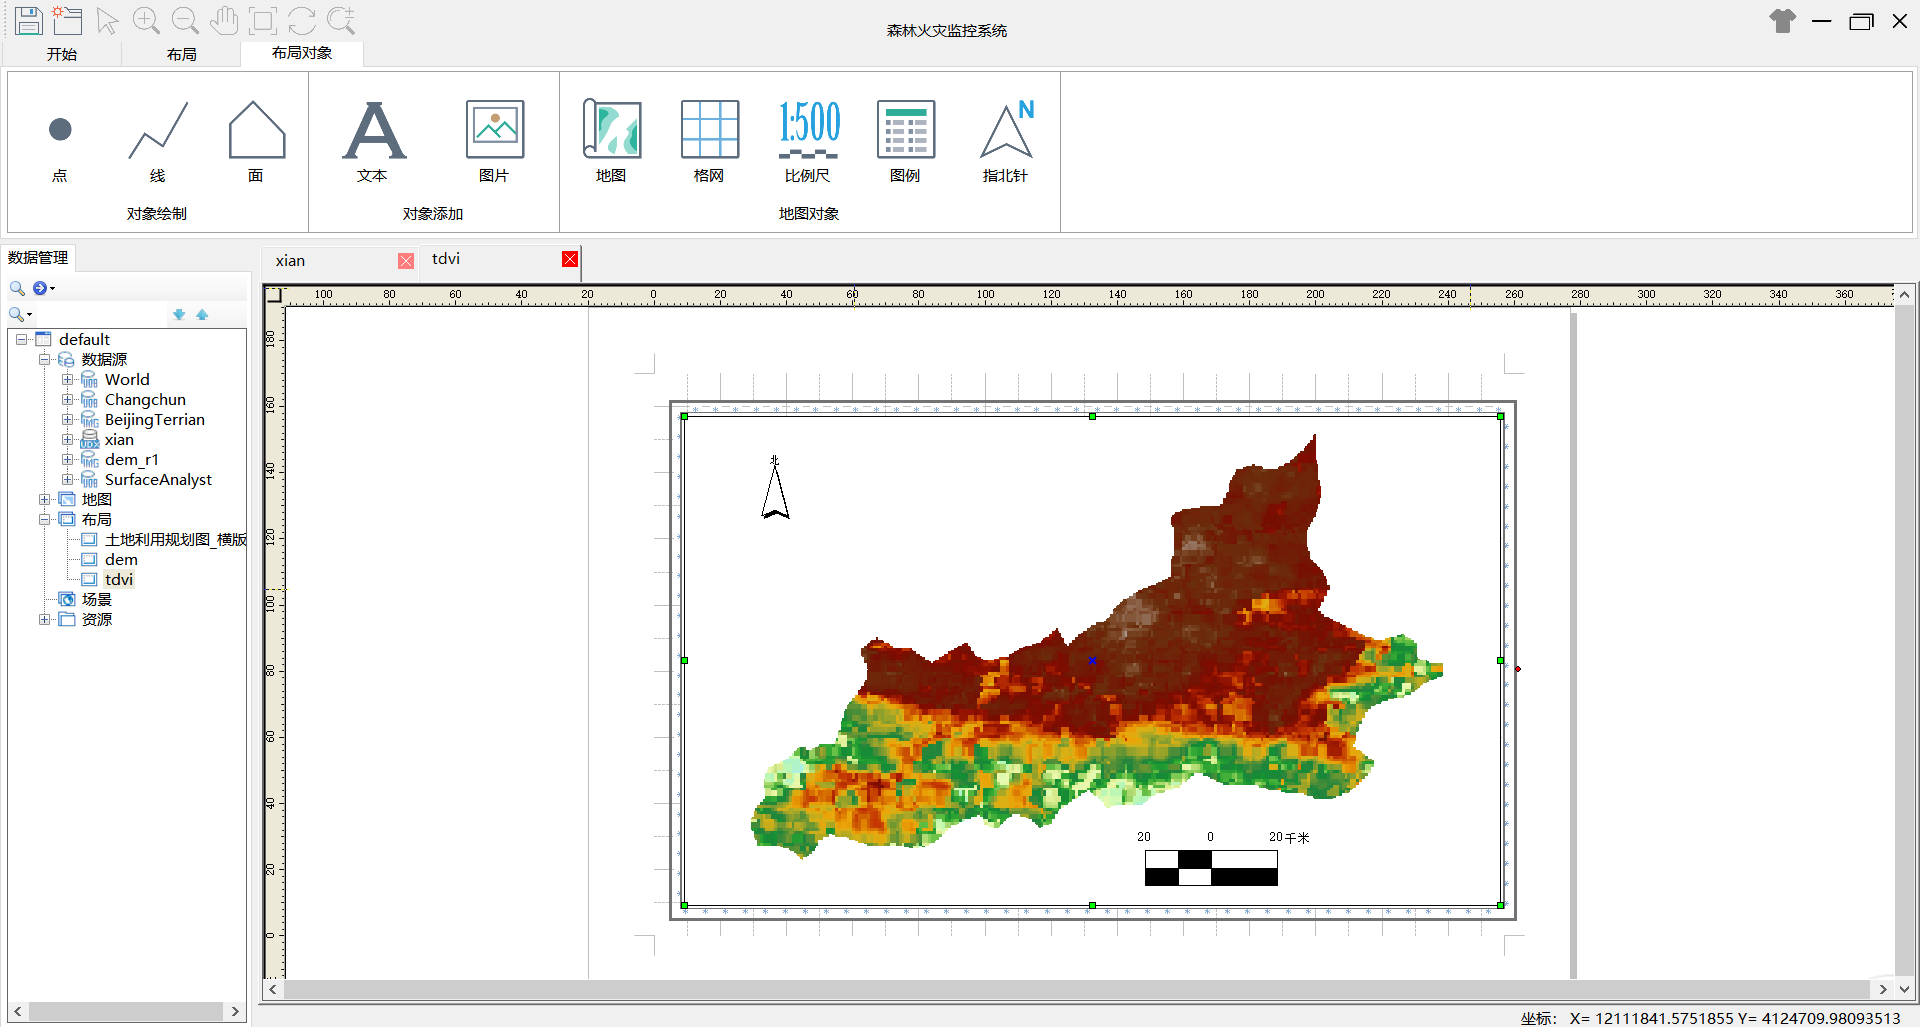 森林火灾监控系统
开始 布局 布局对象
1:500 N
点 线 面 文本 图片 地图 格网 比例尺 图例 指北针
对象绘制 对象添加 地图对象
数据管理
xian tdvi
100 80 60 40 20 0 20 40 60 80 100 120 140 160 180 200 220 240 260 280 300 320 340 360
180
160
140
120
100
80
60
40
20
0
default
数据源
World
Changchun
BeijingTerrian
xian
dem_r1
SurfaceAnalyst
地图
布局
土地利用规划图_横版
dem
tdvi
场景
资源
北
20 0 20千米
坐标： X= 12111841.5751855 Y= 4124709.98093513